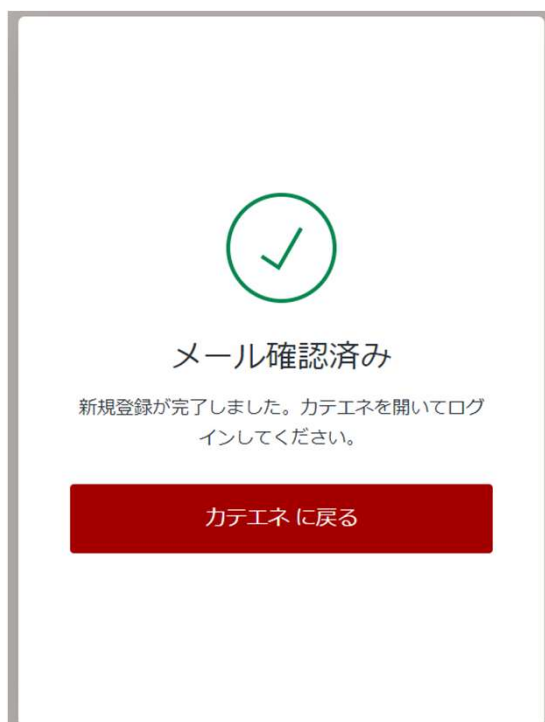 メール確認済み
新規登録が完了しました。カテエネを開いてログ
インしてください。
カテエネ に戻る